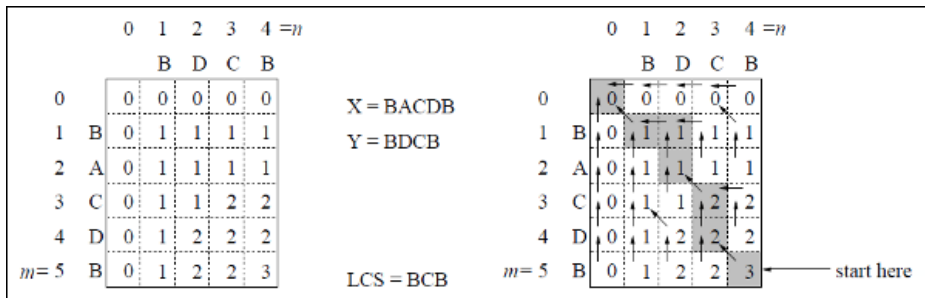 0 1 2 3 4 =n
B D C B
0 0 0 0 0 0
1 B 0 1 1 1 1
2 A 0 1 1 1 1
3 C 0 1 1 2 2
4 D 0 1 2 2 2
m= 5 B 0 1 2 2 3
X = BACDB
Y = BDCB
LCS = BCB
0 1 2 3 4 =n
B D C B
0 0 0 0 0 0
1 B 0 1 1 1 1
2 A 0 1 1 1 1
3 C 0 1 1 2 2
4 D 0 1 2 2 2
m= 5 B 0 1 2 2 3 start here